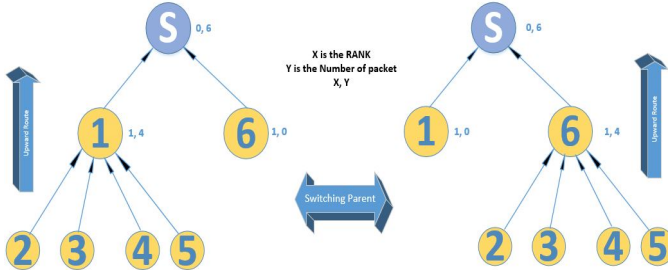 S
0, 6
1
1, 4
6
1, 0
2
3
4
5
Upward Route
X is the RANK
Y is the Number of packet
X, Y
Switching Parent
S
0, 6
1
1, 0
6
1, 4
2
3
4
5
Upward Route